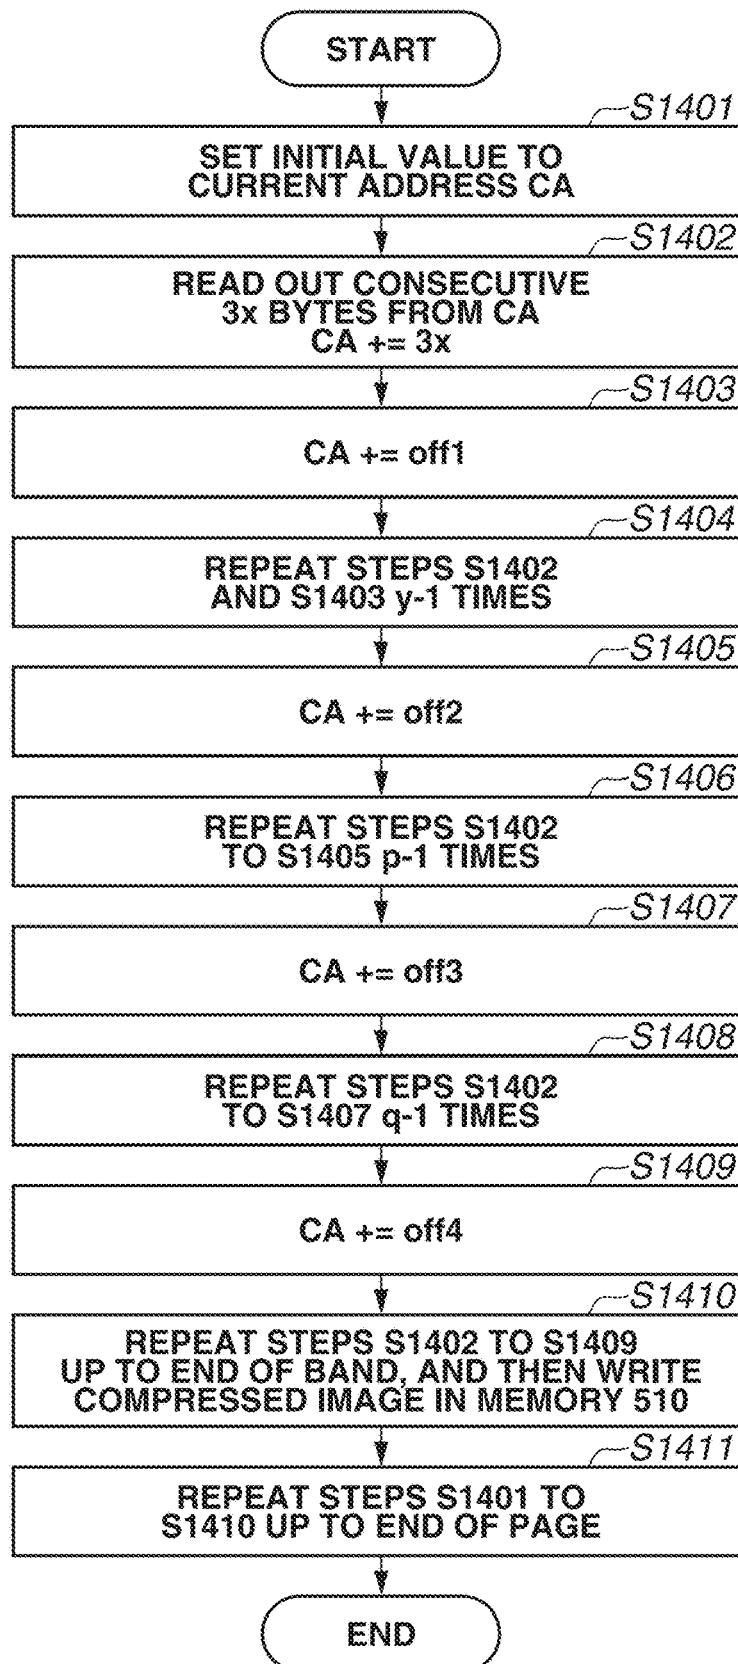 START
S1401
SET INITIAL VALUE TO
CURRENT ADDRESS CA
S1402
READ OUT CONSECUTIVE
3x BYTES FROM CA
CA += 3x
S1403
CA += off1
S1404
REPEAT STEPS S1402
AND S1403 y-1 TIMES
S1405
CA += off2
S1406
REPEAT STEPS S1402
TO S1405 p-1 TIMES
S1407
CA += off3
S1408
REPEAT STEPS S1402
TO S1407 q-1 TIMES
S1409
CA += off4
S1410
REPEAT STEPS S1402 TO S1409
UP TO END OF BAND, AND THEN WRITE
COMPRESSED IMAGE IN MEMORY 510
S1411
REPEAT STEPS S1401 TO
S1410 UP TO END OF PAGE
END